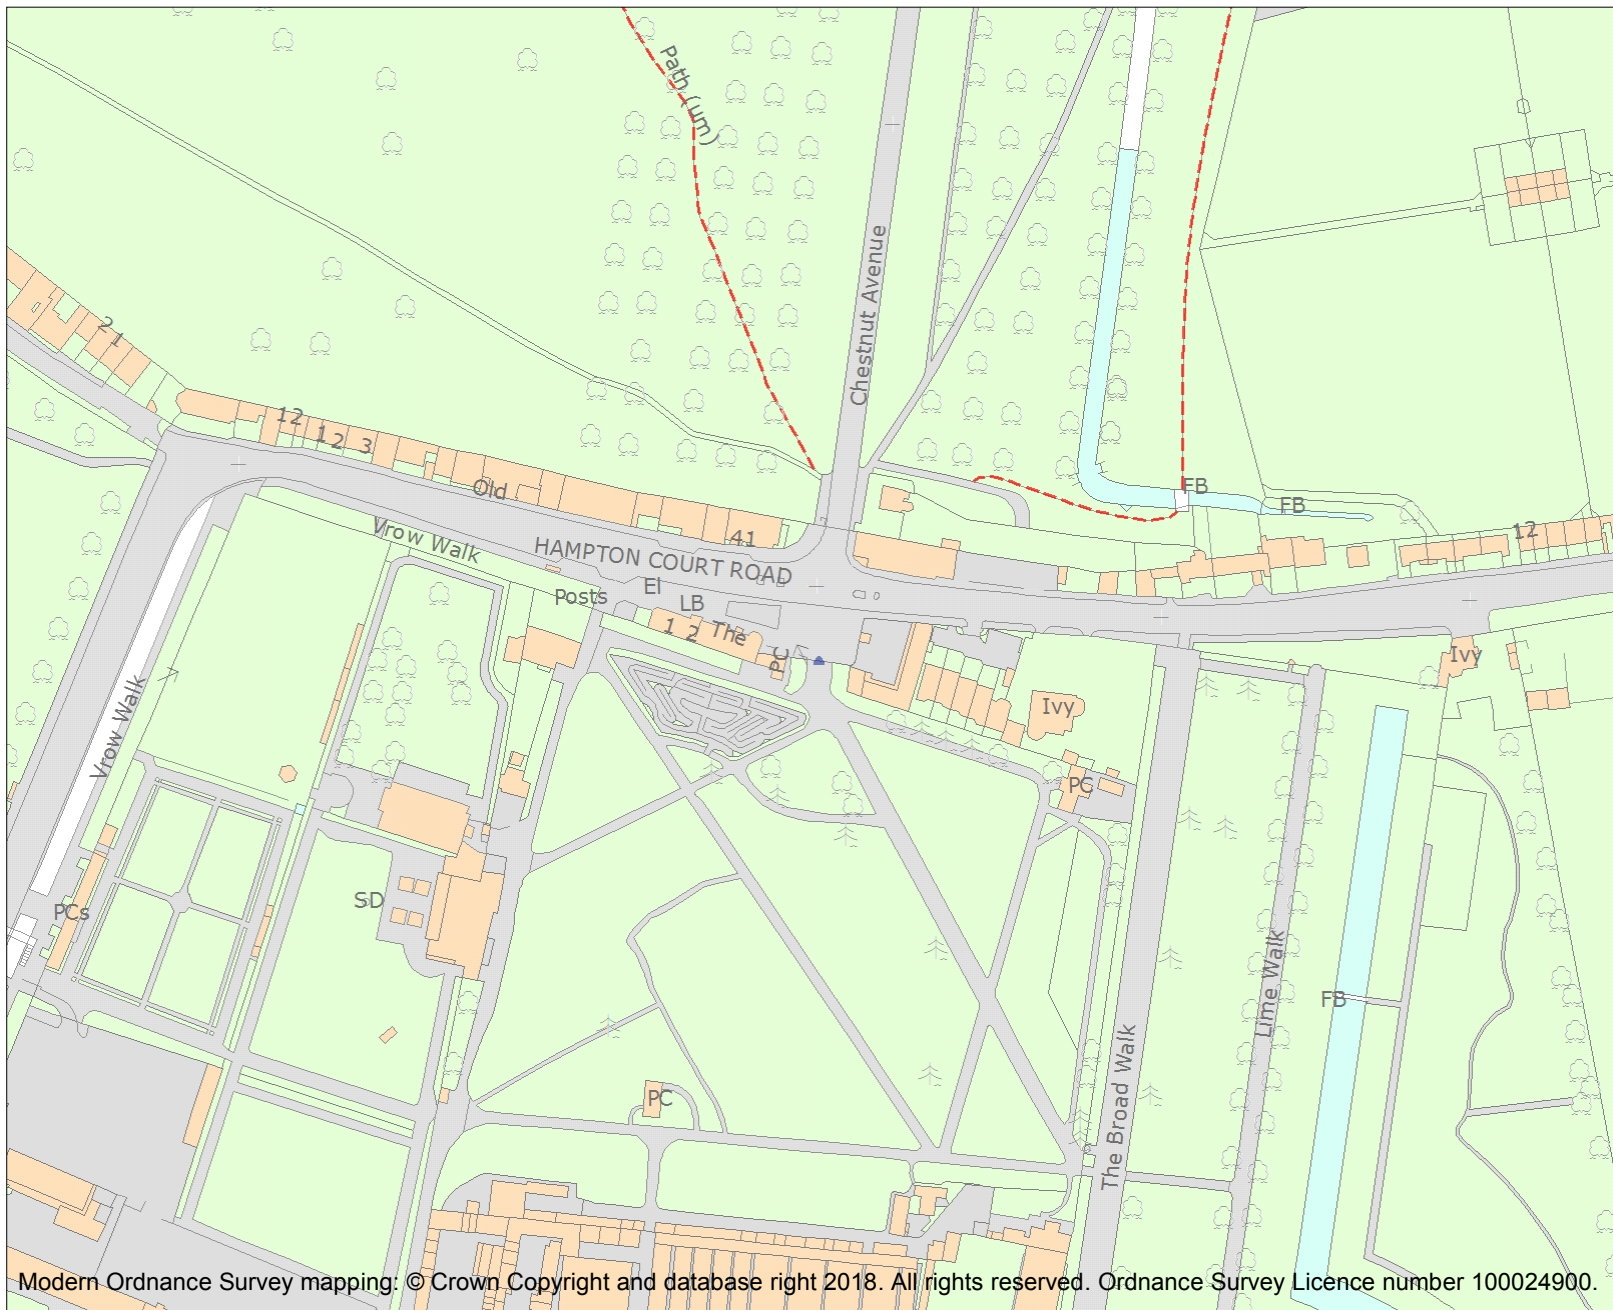 Path (um)
Chestnut Avenue
2 1
12
1 2 3
Old
41
FB
FB
12
Vrow Walk
HAMPTON COURT ROAD
Posts
El
LB
1 2 The
PC
Ivy
Ivy
Vrow Walk
PC
PCs
SD
Lime Walk
FB
The Broad Walk
PC
Modern Ordnance Survey mapping: © Crown Copyright and database right 2018. All rights reserved. Ordnance Survey Licence number 100024900.